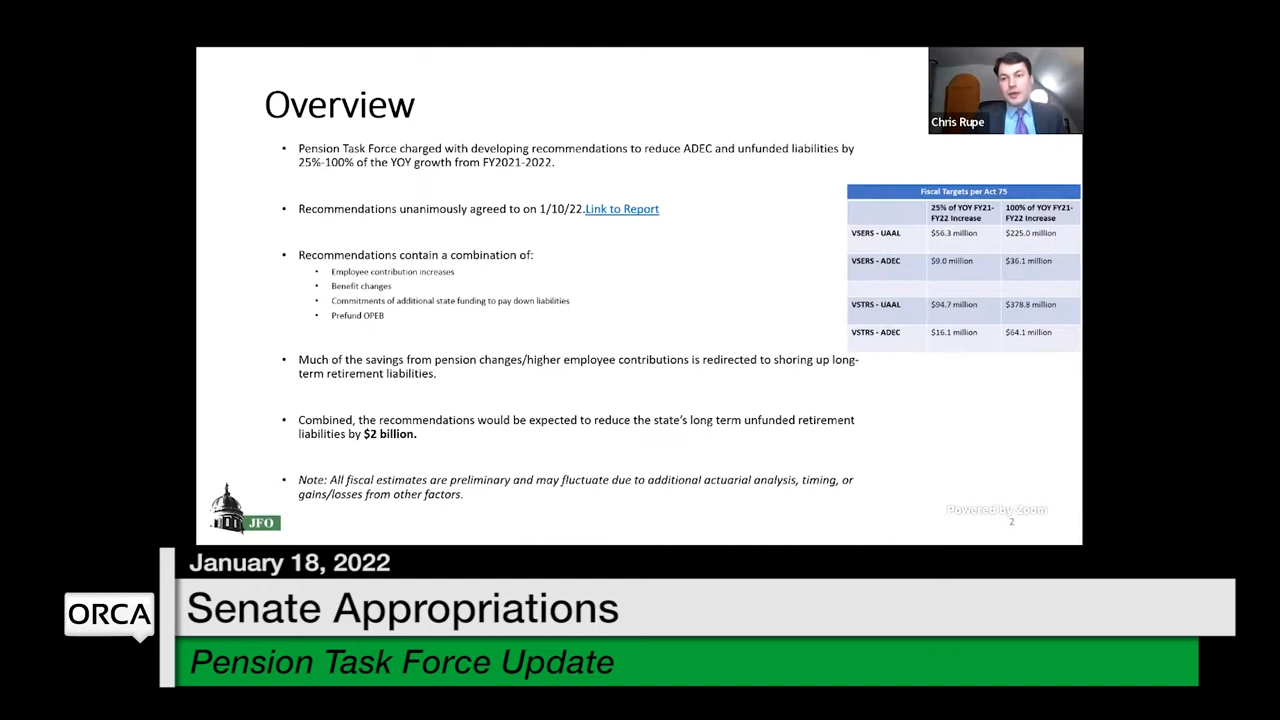 Overview
Chris Rupe
• Pension Task Force charged with developing recommendations to reduce ADEC and unfunded liabilities by
25%-100% of the YOY growth from FY2021-2022.
• Recommendations unanimously agreed to on 1/10/22.Link to Report
• Recommendations contain a combination of:
• Employee contribution increases
• Benefit changes
• Commitments of additional state funding to pay down liabilities
• Prefund OPEB
• Much of the savings from pension changes/higher employee contributions is redirected to shoring up long-
term retirement liabilities.
• Combined, the recommendations would be expected to reduce the state's long term unfunded retirement
liabilities by $2 billion.
• Note: All fiscal estimates are preliminary and may fluctuate due to additional actuarial analysis, timing, or
gains/losses from other factors.
Fiscal Targets per Act 75
25% of YOY FY21- 100% of YOY FY21-
FY22 Increase FY22 Increase
VSERS - UAAL $56.3 million $225.0 million
VSERS - ADEC $9.0 million $36.1 million
VSTRS - UAAL $94.7 million $378.8 million
VSTRS - ADEC $16.1 million $64.1 million
JFO
Powered by Zoom
2
January 18, 2022
ORCA
Senate Appropriations
Pension Task Force Update